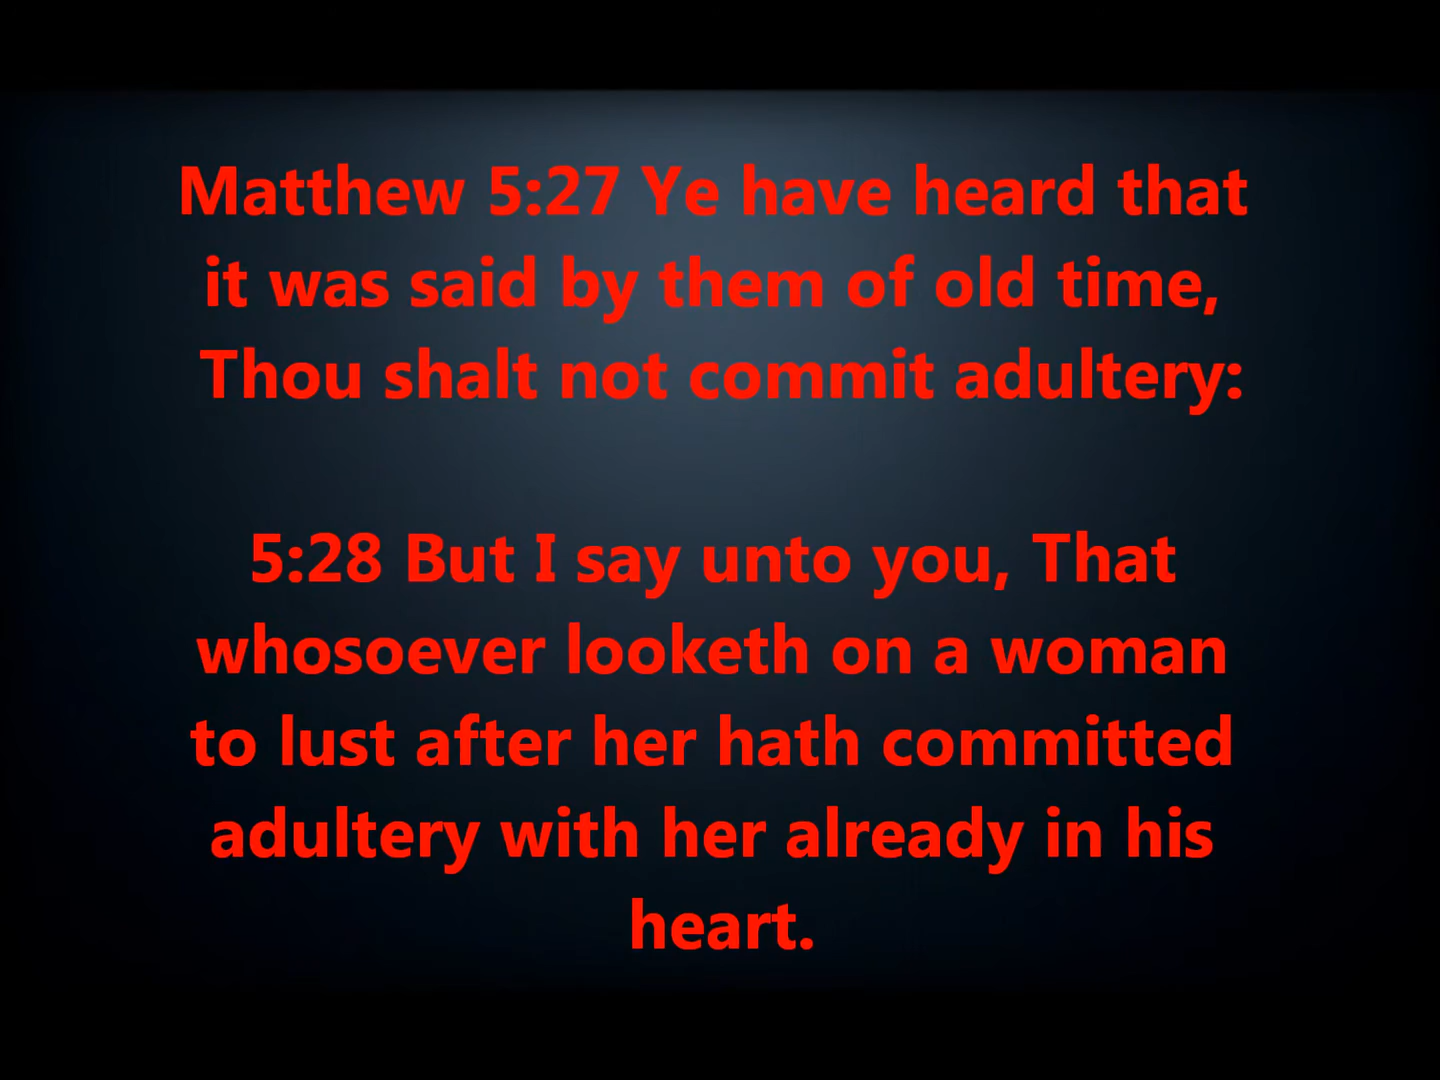 Matthew 5:27 Ye have heard that
it was said by them of old time,
Thou shalt not commit adultery:
5:28 But I say unto you, That
whosoever looketh on a woman
to lust after her hath committed
adultery with her already in his
heart.